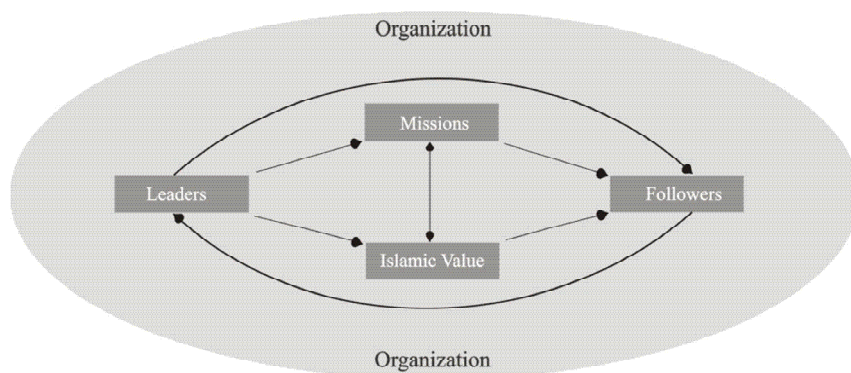 Organization
Missions
Leaders
Followers
Islamic Value
Organization